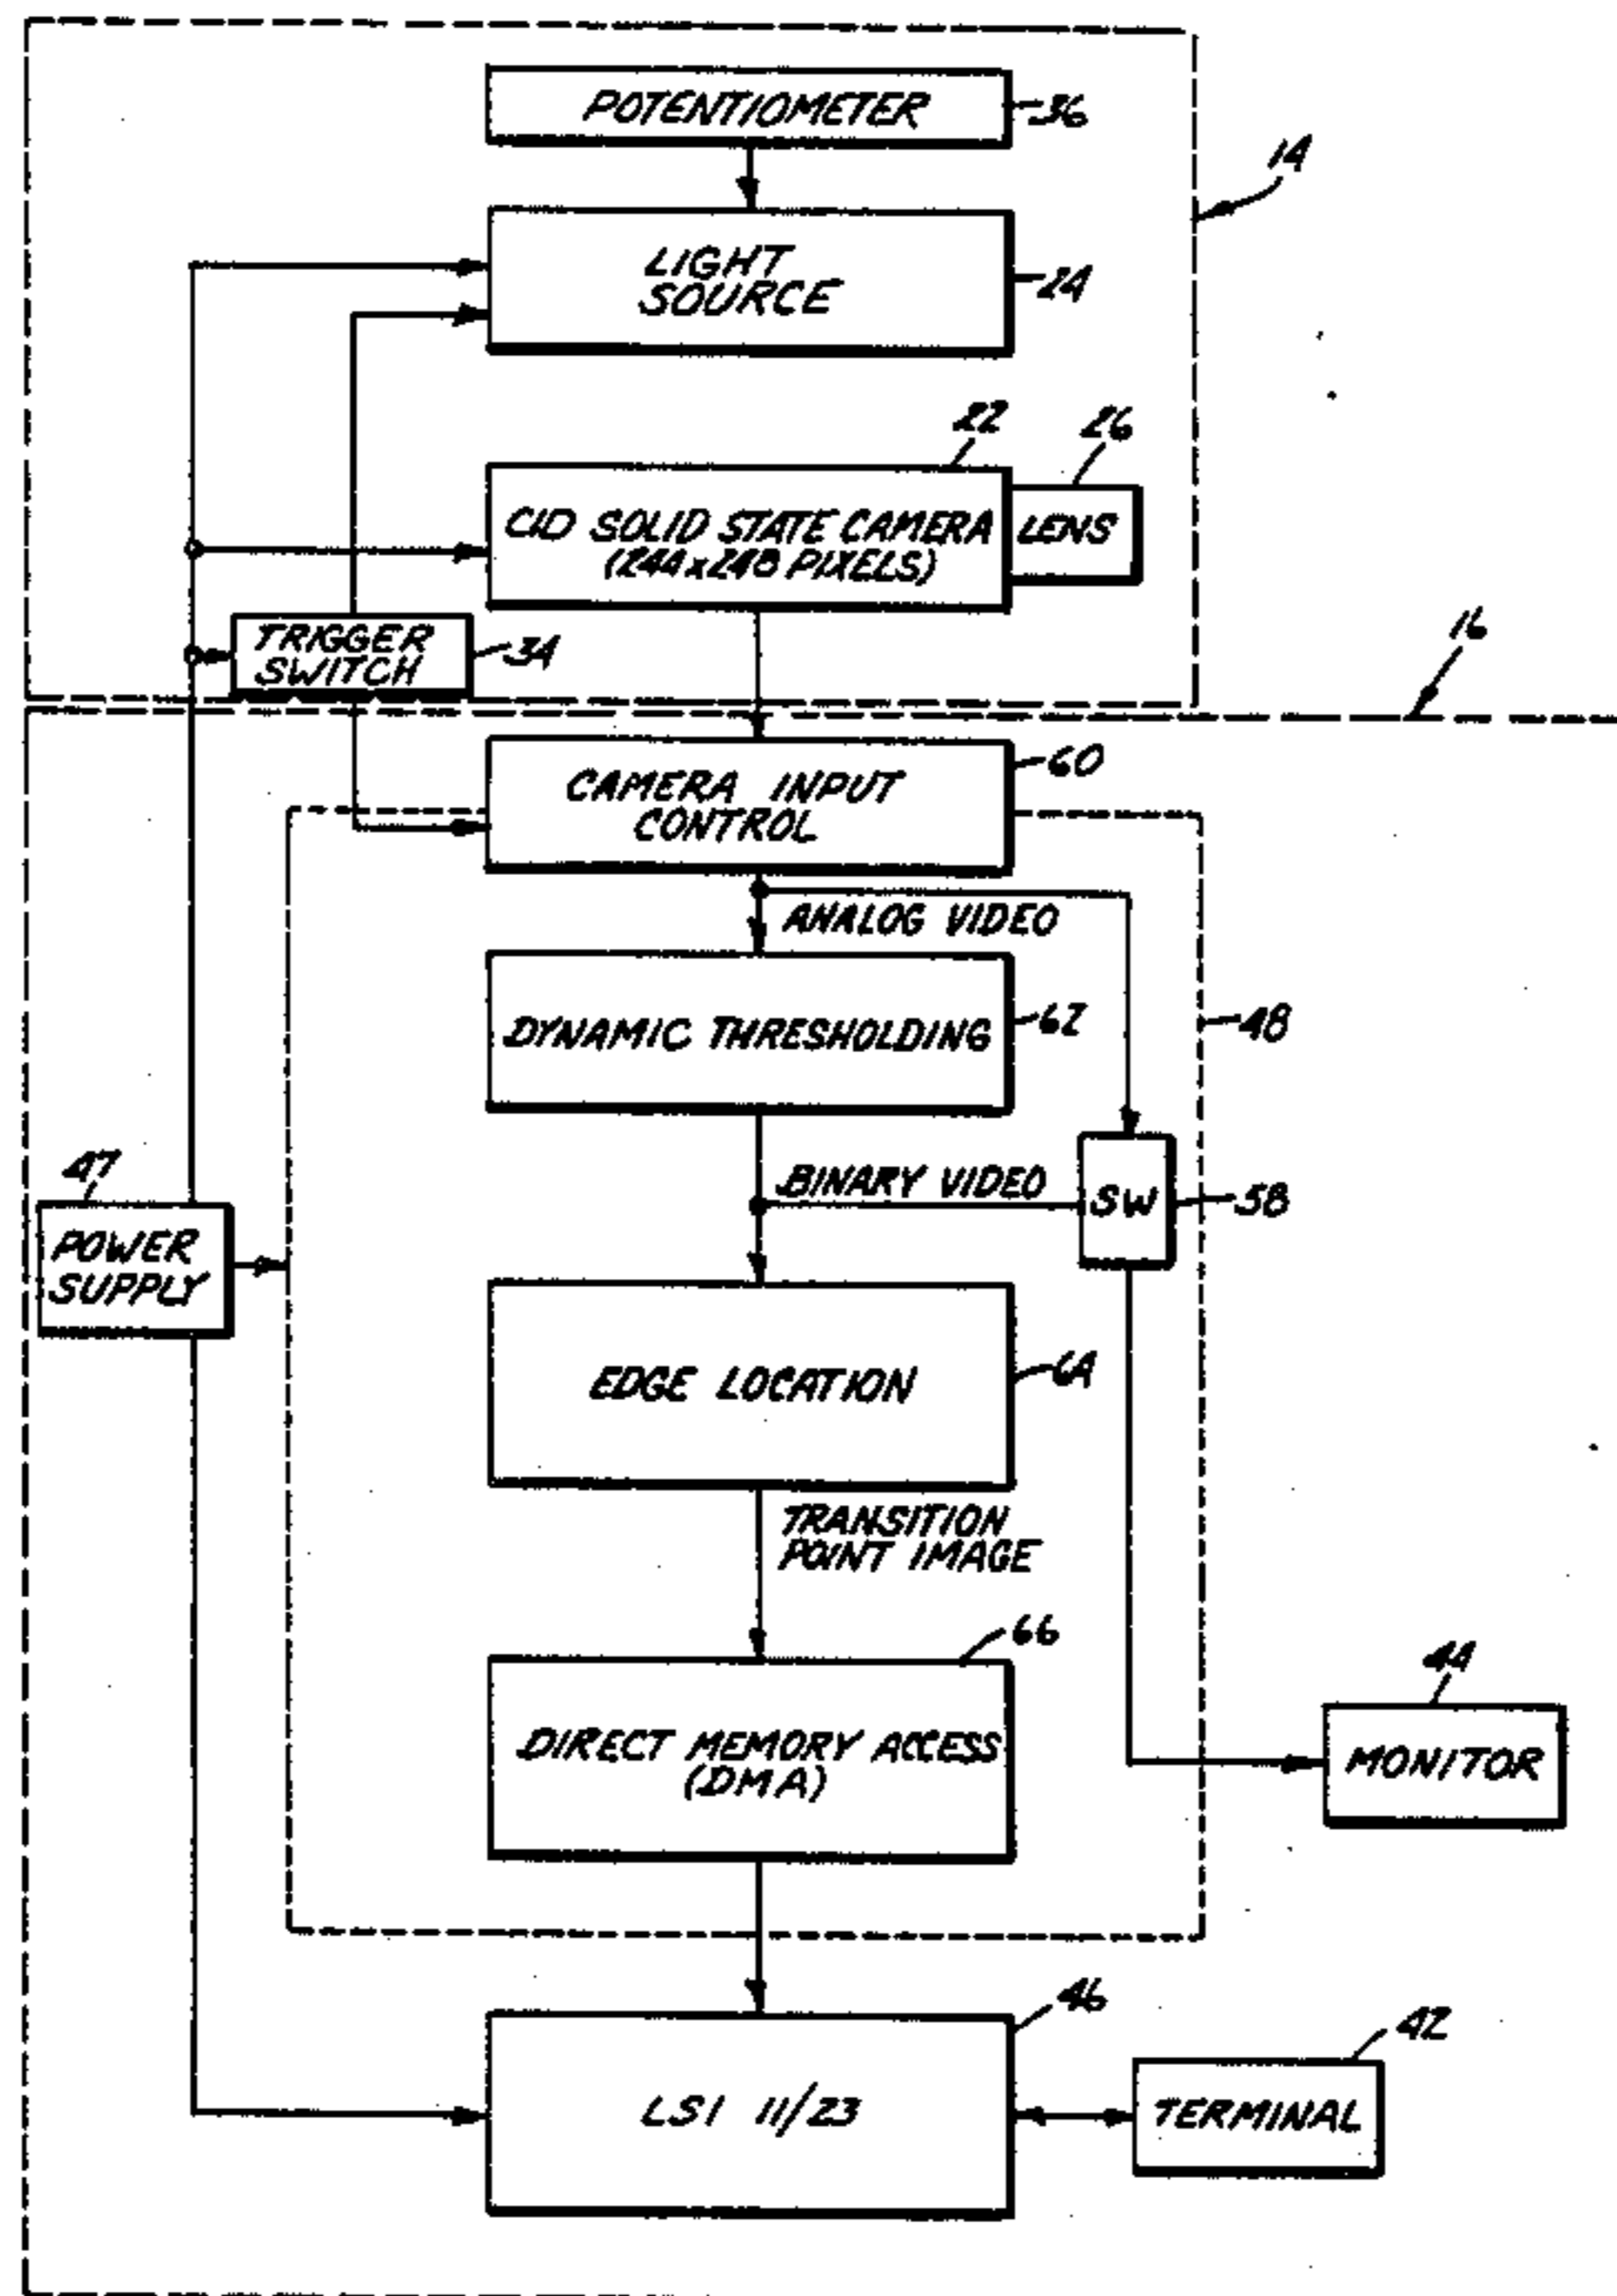 POTENTIOMETER
36
14
LIGHT
SOURCE
24
22
26
CID SOLID STATE CAMERA
(244 x 248 PIXELS)
LENS
TRIGGER
SWITCH
34
16
CAMERA INPUT
CONTROL
60
ANALOG VIDEO
DYNAMIC THRESHOLDING
62
48
47
BINARY VIDEO
SW
58
POWER
SUPPLY
EDGE LOCATION
64
TRANSITION
POINT IMAGE
66
44
DIRECT MEMORY ACCESS
(DMA)
MONITOR
46
42
LSI 11/23
TERMINAL